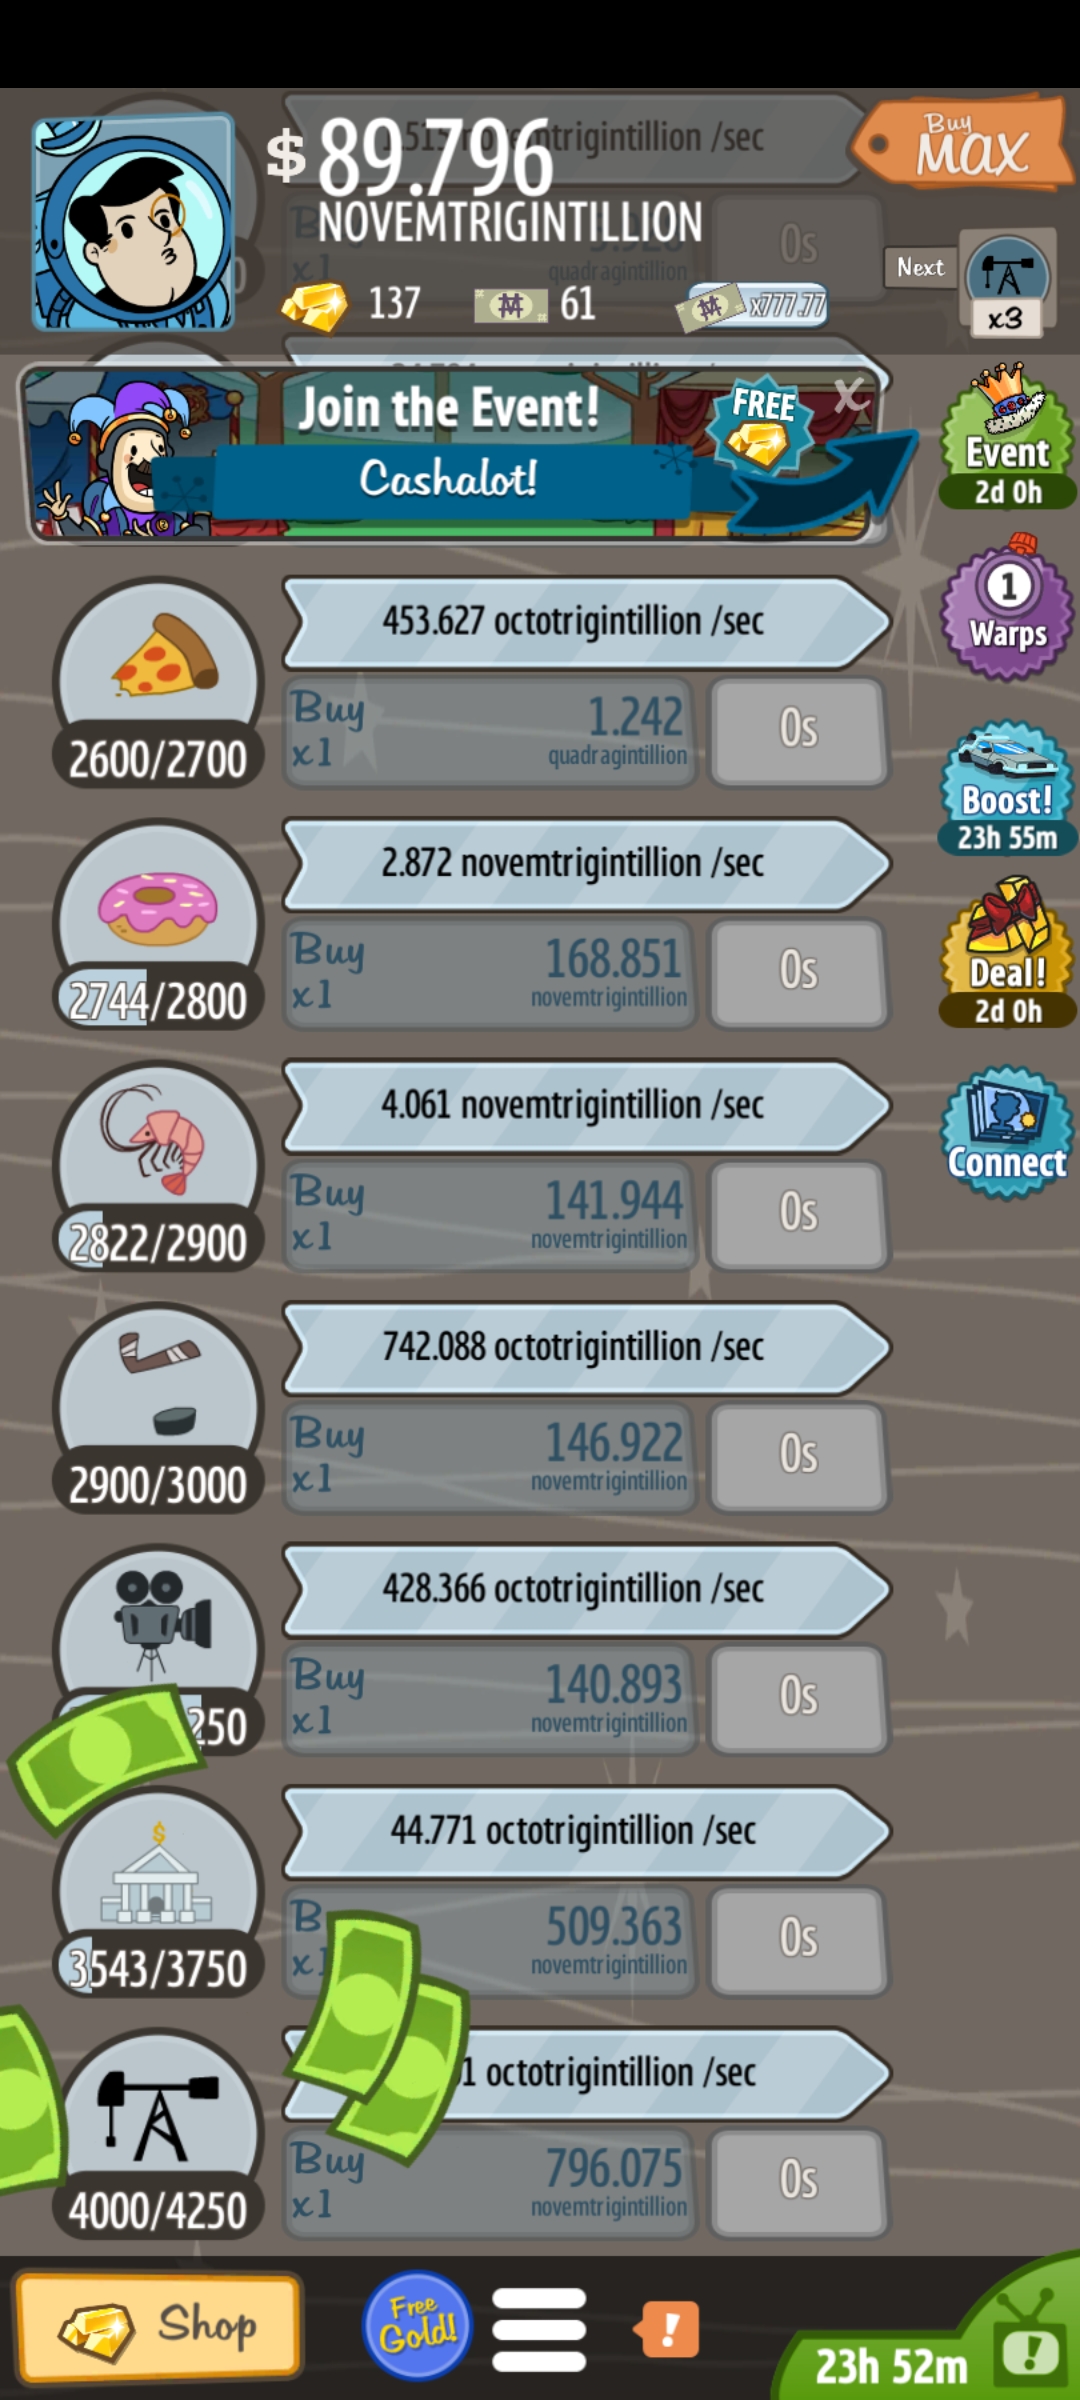 $ 89.796
NOVEMTRIGINTILLION
novemtrigintillion /sec
Buy
MAX
x1
quadragintillion
0s
Next
x3
137
61
x777.77
Join the Event!
Cashalot!
FREE
X
Event
2d 0h
453.627 octotrigintillion /sec
Buy
x1
1.242
quadragintillion
0s
2600/2700
1
Warps
2.872 novemtrigintillion /sec
Buy
x1
168.851
novemtrigintillion
0s
2744/2800
Boost!
23h 55m
Deal!
2d 0h
4.061 novemtrigintillion /sec
Buy
x1
141.944
novemtrigintillion
0s
2822/2900
Connect
742.088 octotrigintillion /sec
Buy
x1
146.922
novemtrigintillion
0s
2900/3000
428.366 octotrigintillion /sec
Buy
x1
140.893
novemtrigintillion
0s
250
$
44.771 octotrigintillion /sec
B
x1
509.363
novemtrigintillion
0s
3543/3750
1 octotrigintillion /sec
Buy
x1
796.075
novemtrigintillion
0s
4000/4250
Shop
Free
Gold!
!
23h 52m
!